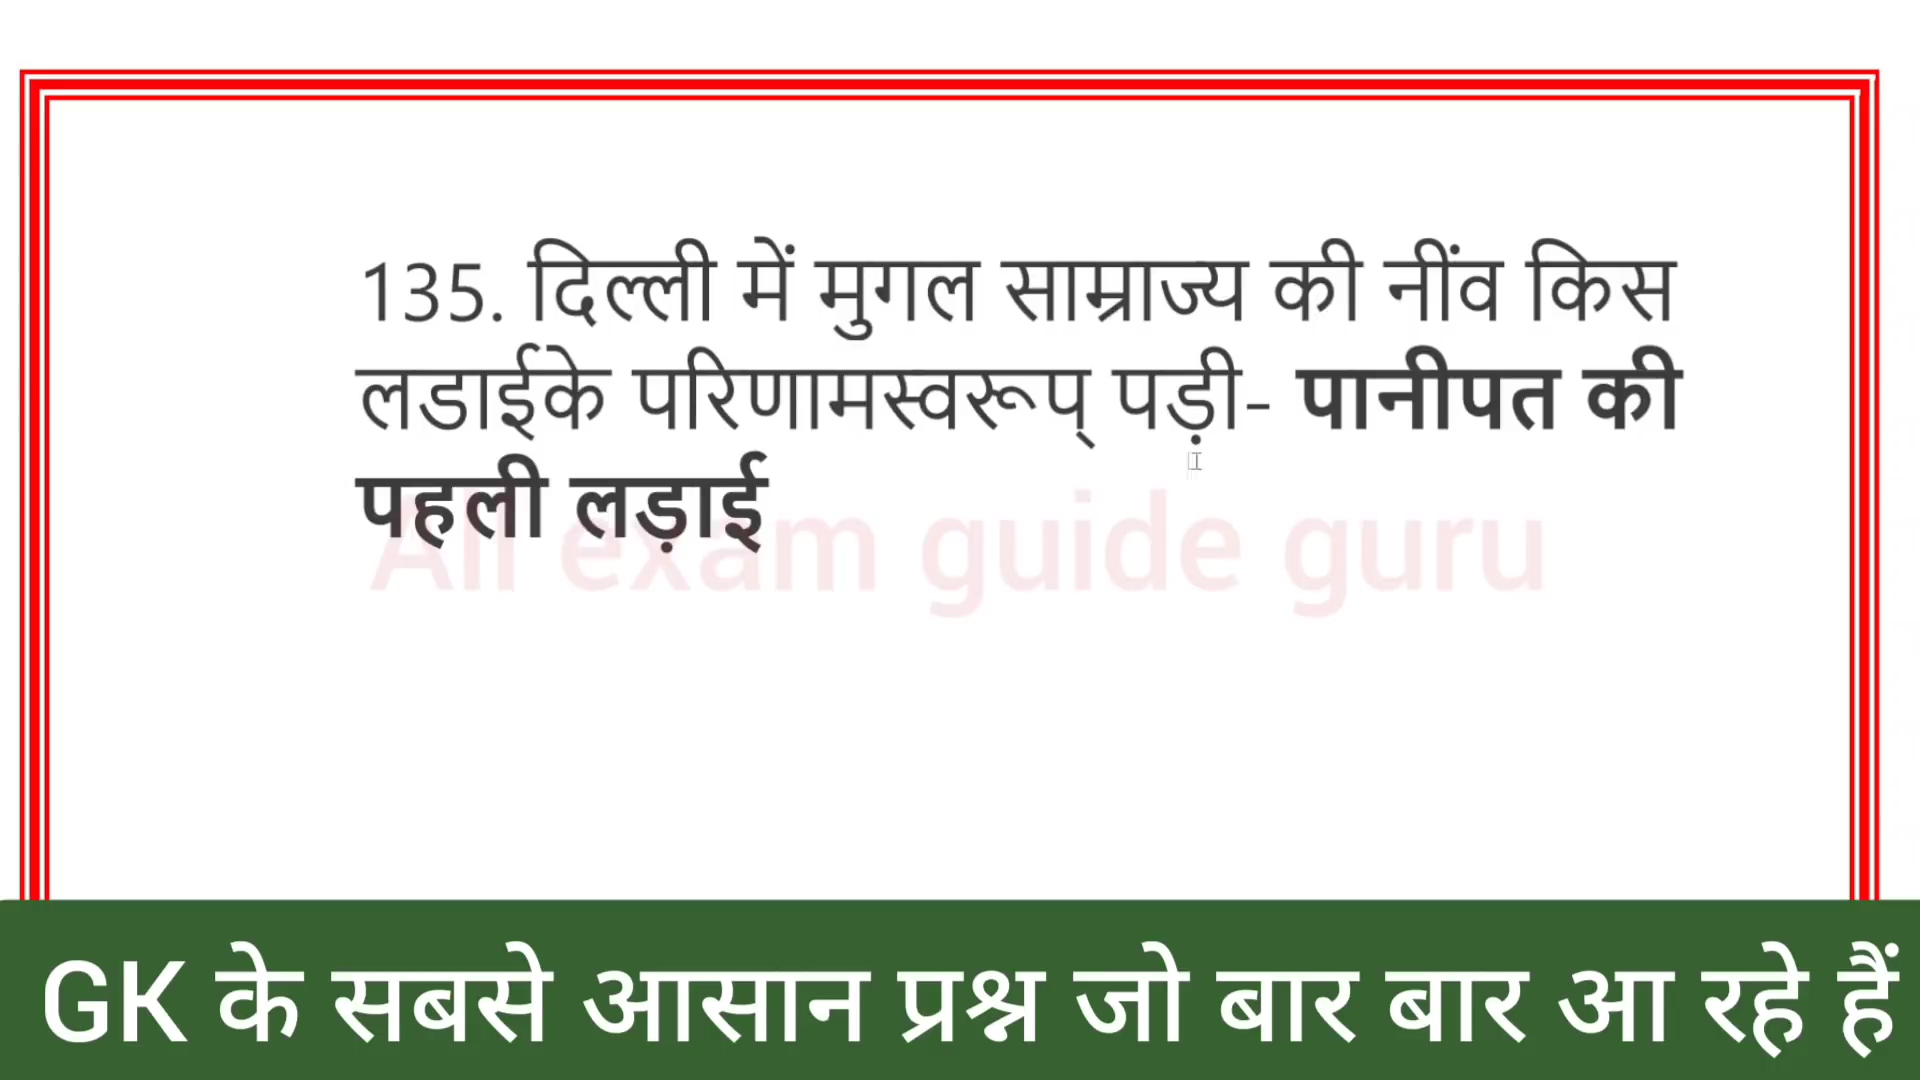 135. दिल्ली में मुगल साम्राज्य की नींव किस
लडाईके परिणामस्वरूप् पड़ी- पानीपत की
पहली लड़ाई
All exam guide guru
GK के सबसे आसान प्रश्न जो बार बार आ रहे हैं